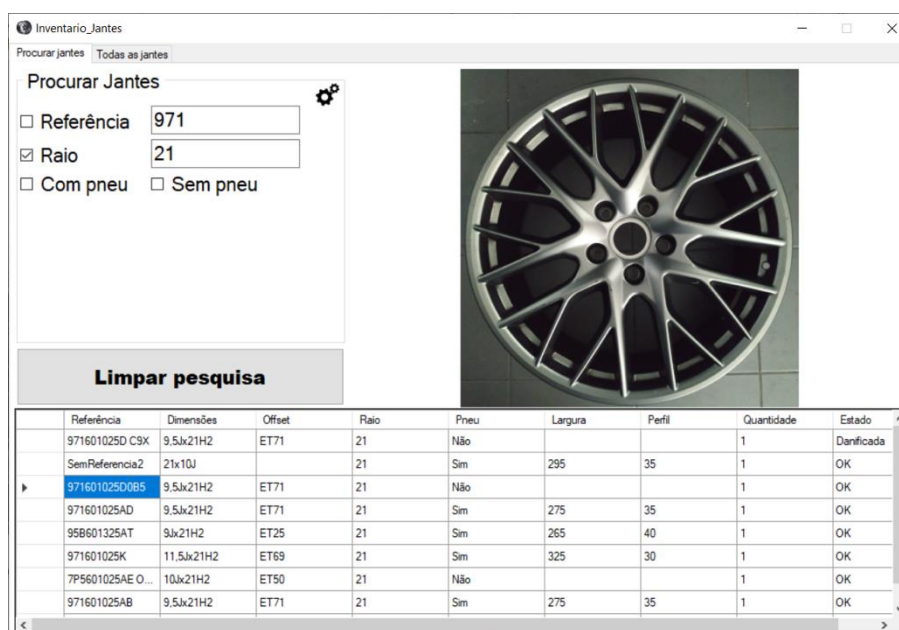 Inventario_Jantes
Procurar jantes Todas as jantes
Procurar Jantes
Referência 971
Raio 21
Com pneu Sem pneu
Limpar pesquisa
Referência Dimensões Offset Raio Pneu Largura Perfil Quantidade Estado
971601025D C9X 9,5Jx21H2 ET71 21 Não 1 Danificada
SemReferencia2 21x10J 21 Sim 295 35 1 OK
971601025D0B5 9,5Jx21H2 ET71 21 Não 1 OK
971601025AD 9,5Jx21H2 ET71 21 Sim 275 35 1 OK
95B601325AT 9Jx21H2 ET25 21 Sim 265 40 1 OK
971601025K 11,5Jx21H2 ET69 21 Sim 325 30 1 OK
7P5601025AE O... 10Jx21H2 ET50 21 Não 1 OK
971601025AB 9,5Jx21H2 ET71 21 Sim 275 35 1 OK